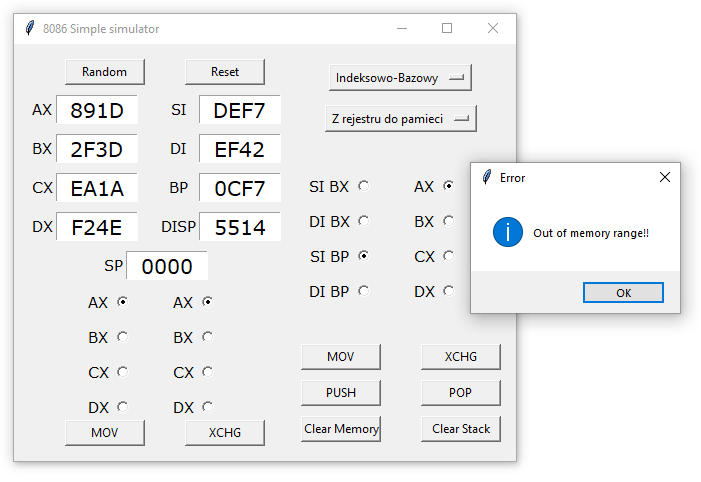 8086 Simple simulator
Random Reset
Indeksowo-Bazowy
Z rejestru do pamieci
AX 891D SI DEF7
BX 2F3D DI EF42
CX EA1A BP 0CF7
DX F24E DISP 5514
SP 0000
AX AX
BX BX
CX CX
DX DX
MOV XCHG
SI BX AX
DI BX BX
SI BP CX
DI BP DX
MOV XCHG
PUSH POP
Clear Memory Clear Stack
Error
Out of memory range!!
OK